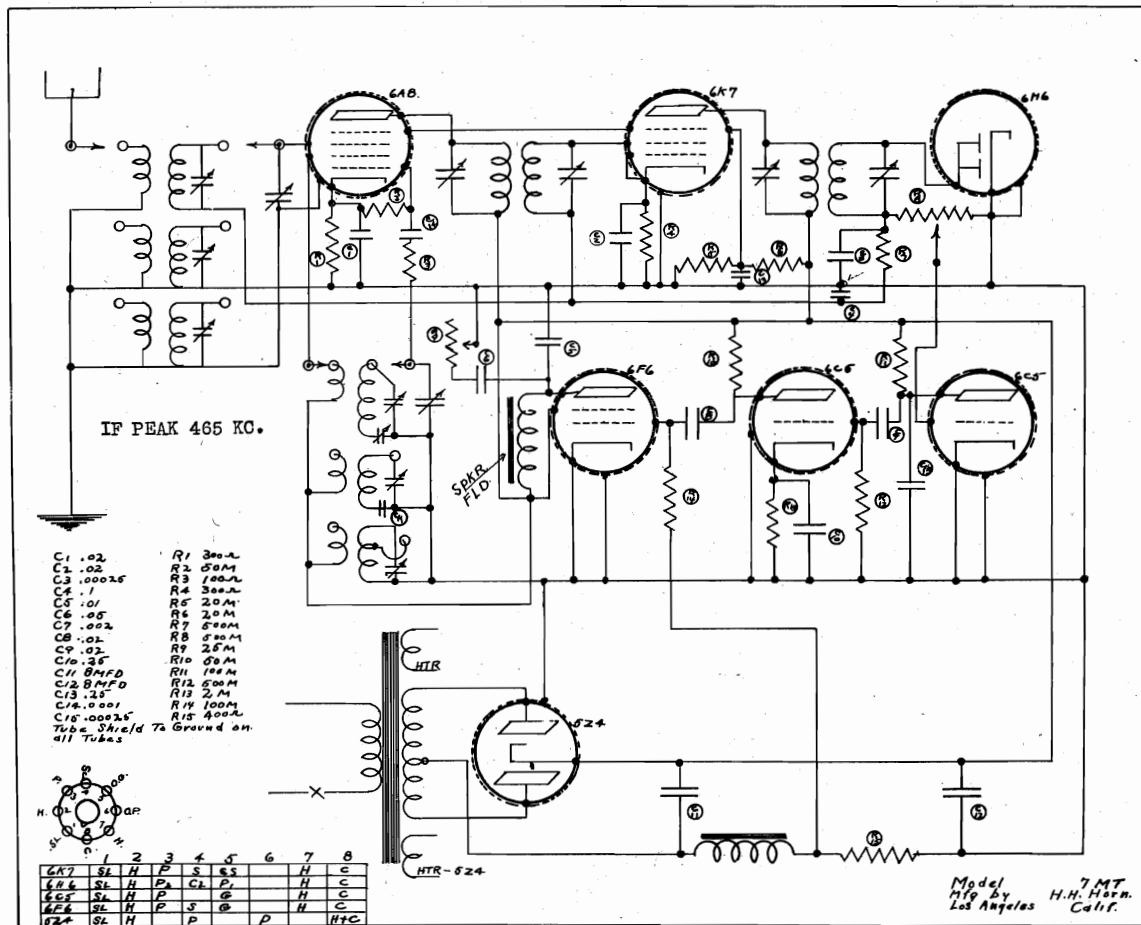 6A8.
6K7
6H6
IF PEAK 465 KC.
SPKR.
FLD.
6F6
6C5
6C5
C1 .02 R1 300Ω
C2 .02 R2 50M
C3 .00025 R3 100Ω
C4 .1 R4 300Ω
C5 .01 R5 20M
C6 .05 R6 20M
C7 .002 R7 500M
C8 .02 R8 500M
C9 .02 R9 25M
C10 .25 R10 50M
C11 8MFD R11 100M
C12 8MFD R12 500M
C13 .25 R13 2M
C14 .0001 R14 100M
C15 .00025 R15 400Ω
Tube Shield To Ground on
all Tubes
HTR
5Z4
HTR-5Z4
1 2 3 4 5 6 7 8
6K7 SL H P S SS H C
6H6 SL H P2 C2 P1 H C
6C5 SL H P G H C
6F6 SL H P S G H C
5Z4 SL H P P H+C
Model 7MT
Mfg by H.H. Horn.
Los Angeles Calif.